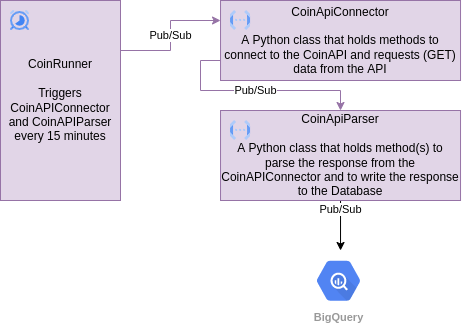 CoinRunner
Triggers
CoinAPIConnector
and CoinAPIParser
every 15 minutes
Pub/Sub
CoinApiConnector
A Python class that holds methods to
connect to the CoinAPI and requests (GET)
data from the API
Pub/Sub
CoinApiParser
A Python class that holds method(s) to
parse the response from the
CoinAPIConnector and to write the response
to the Database
Pub/Sub
BigQuery